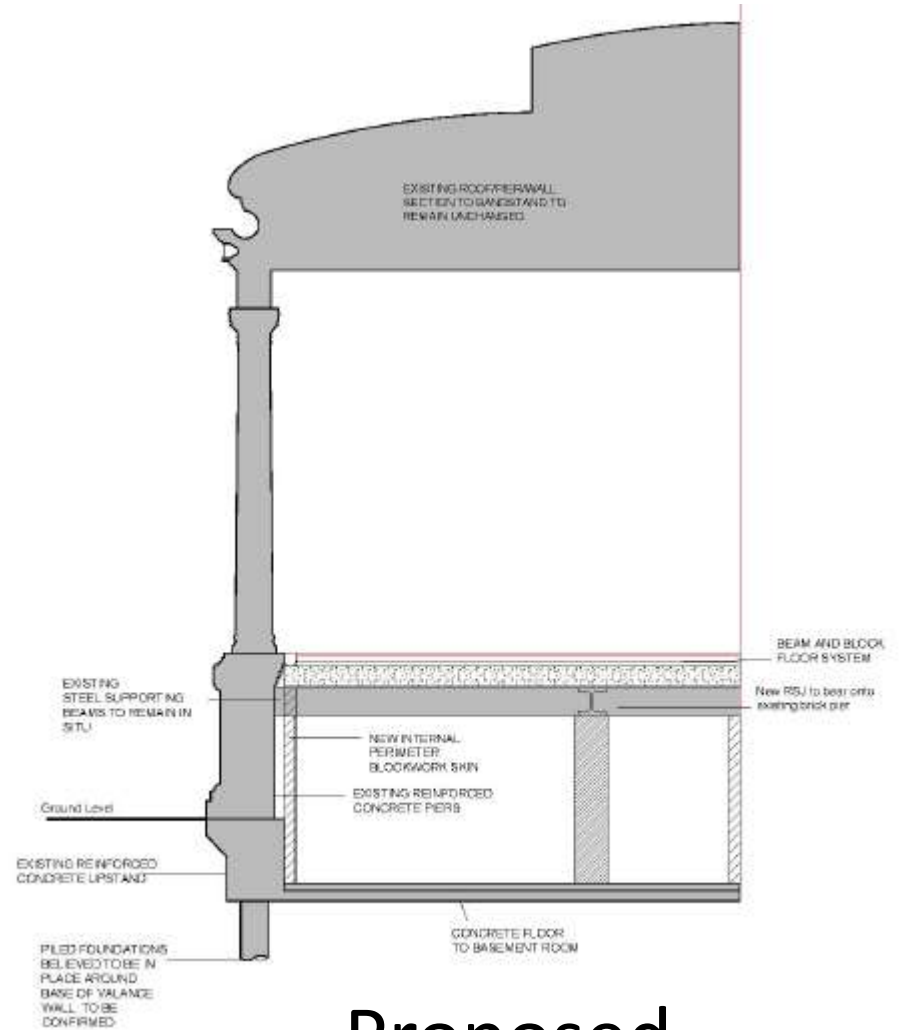 EXISTING ROOF/PIER/WALL
SECTION TO BANDSTAND TO
REMAIN UNCHANGED
BEAM AND BLOCK
FLOOR SYSTEM
EXISTING
STEEL SUPPORTING
BEAMS TO REMAIN IN
SITU
New RSJ to bear onto
existing brick pier
NEW INTERNAL
PERIMETER
BLOCKWORK SKIN
EXISTING REINFORCED
CONCRETE PIERS
Ground Level
EXISTING REINFORCED
CONCRETE UPSTAND
CONCRETE FLOOR
TO BASEMENT ROOM
PILED FOUNDATIONS
BELIEVED TO BE IN
PLACE AROUND
BASE OF VALANCE
WALL. TO BE
CONFIRMED
Proposed